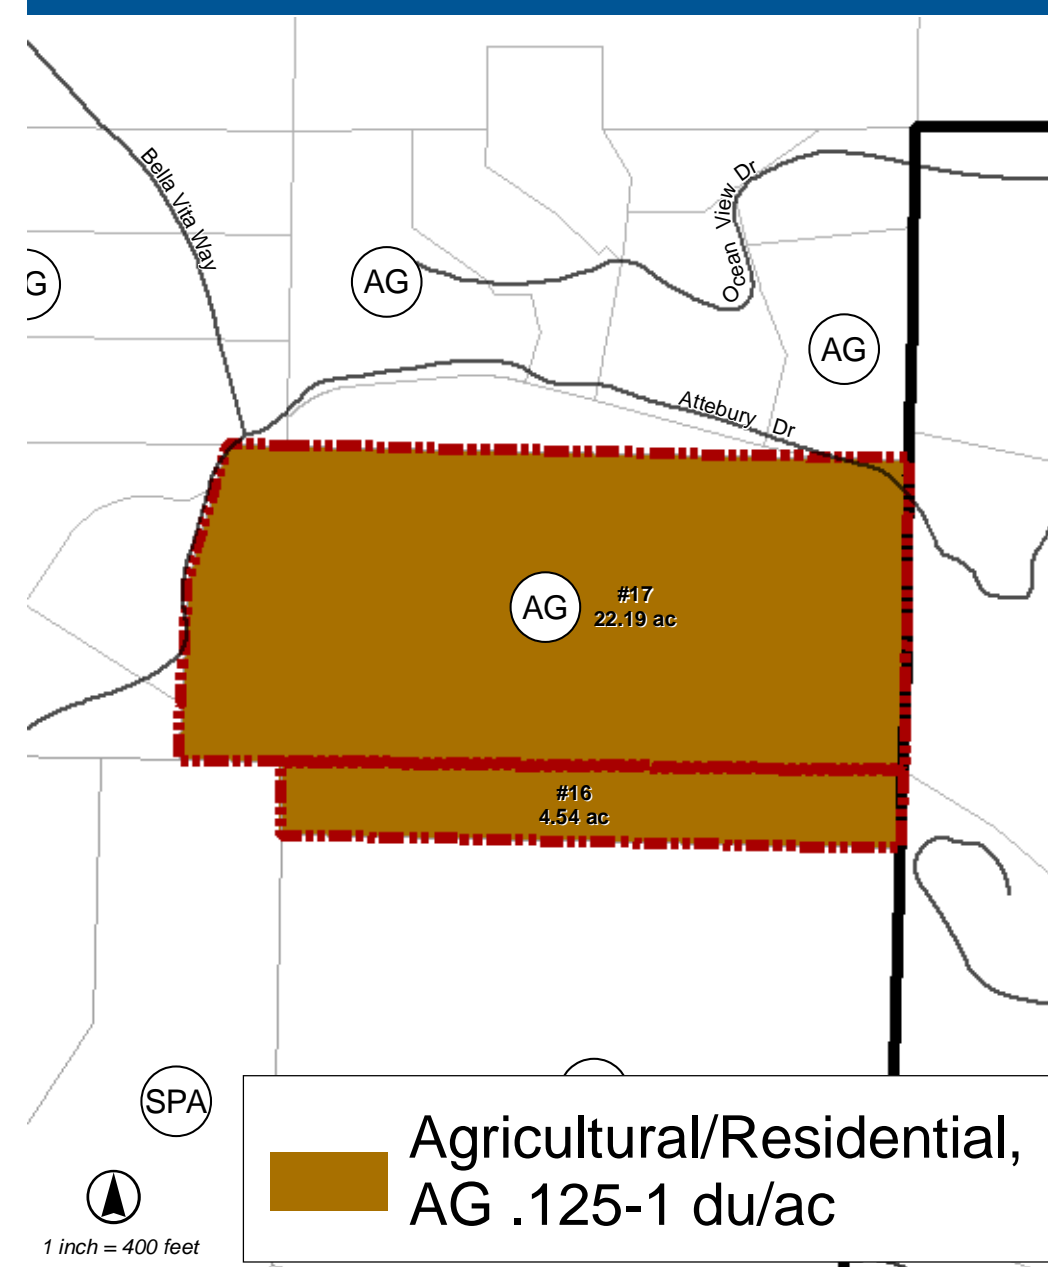 Bella Vita Way
Ocean View Dr
G
AG
AG
Attebury Dr
AG
#17
22.19 ac
#16
4.54 ac
SPA
Agricultural/Residential,
AG .125-1 du/ac
1 inch = 400 feet